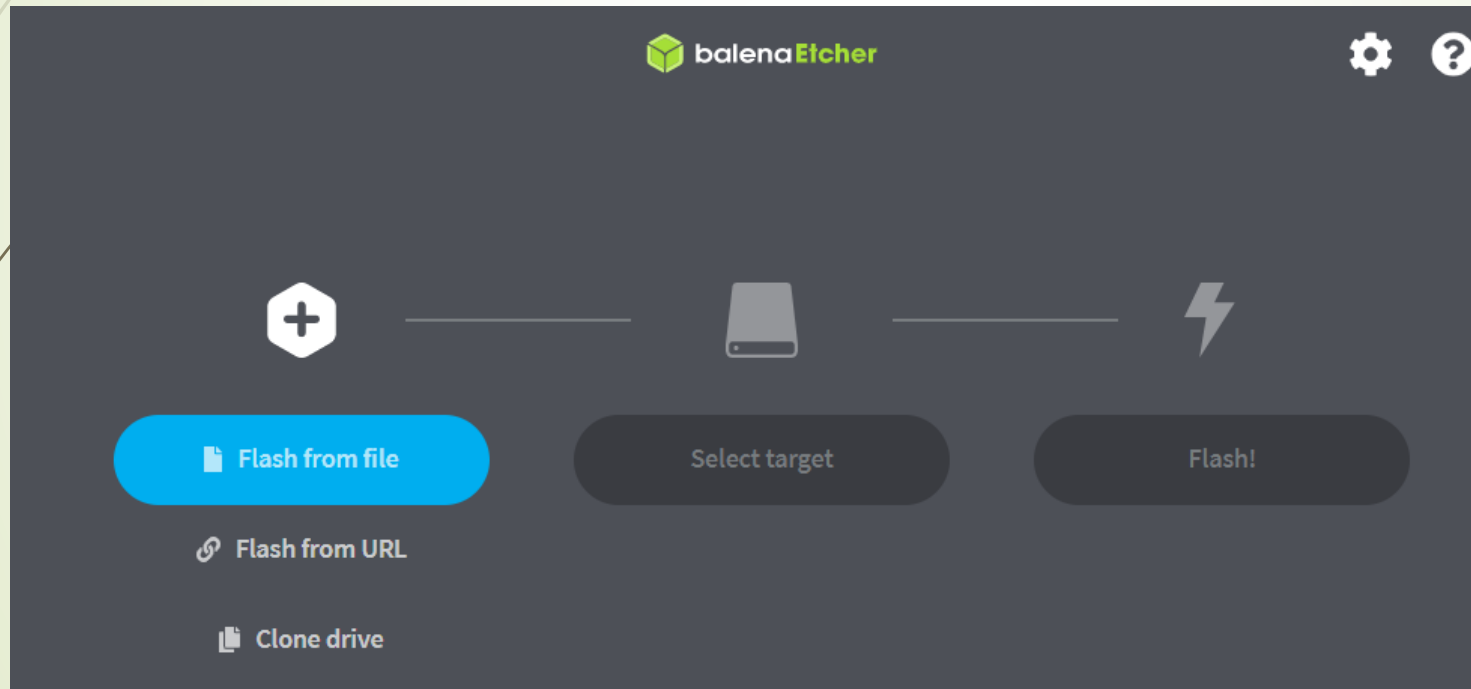 balenaEtcher
Flash from file
Select target
Flash!
Flash from URL
Clone drive